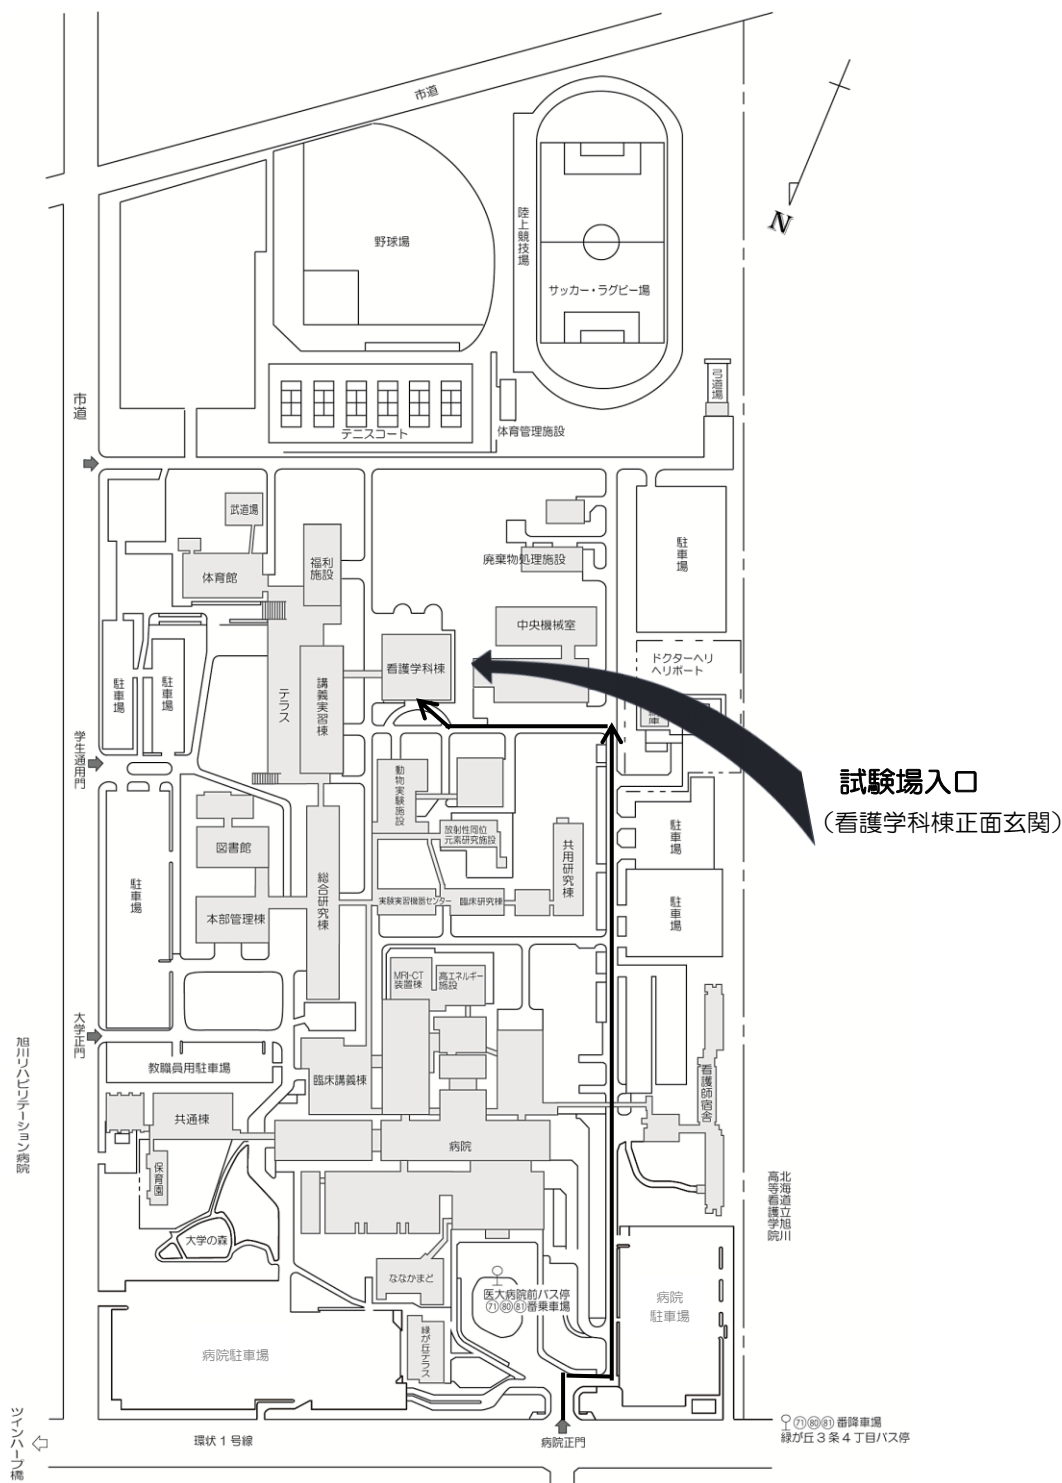 市道
野球場
陸上競技場
サッカー・ラグビー場
N
弓道場
市道
テニスコート
体育管理施設
武道場
体育館
福利
施設
廃棄物処理施設
駐車場
中央機械室
看護学科棟
ドクターヘリ
ヘリポート
庫
駐車場
駐車場
テラス
講義実習棟
学生通用門
動物実験施設
試験場入口
(看護学科棟正面玄関)
放射性同位
元素研究施設
共用研究棟
駐車場
図書館
駐車場
総合研究棟
実験実習機器センター
臨床研究棟
駐車場
本部管理棟
MRI-CT
装置棟
高エネルギー
施設
大学正門
旭川リハビリテーション病院
教職員用駐車場
臨床講義棟
看護師宿舎
共通棟
病院
保育園
北海道立旭川
高等看護学院
大学の森
ななかまど
医大病院前バス停
71 80 81番乗車場
病院
駐車場
緑が丘テラス
病院駐車場
ツインハープ橋
環状1号線
病院正門
71 80 81 番降車場
緑が丘3条4丁目バス停